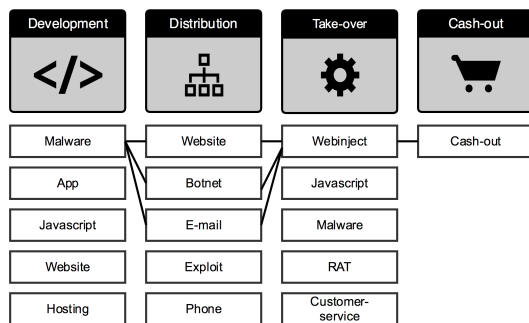 Development
Distribution
Take-over
Cash-out
</>
Malware
Website
Webinject
Cash-out
App
Botnet
Javascript
Javascript
E-mail
Malware
Website
Exploit
RAT
Hosting
Phone
Customer-
service